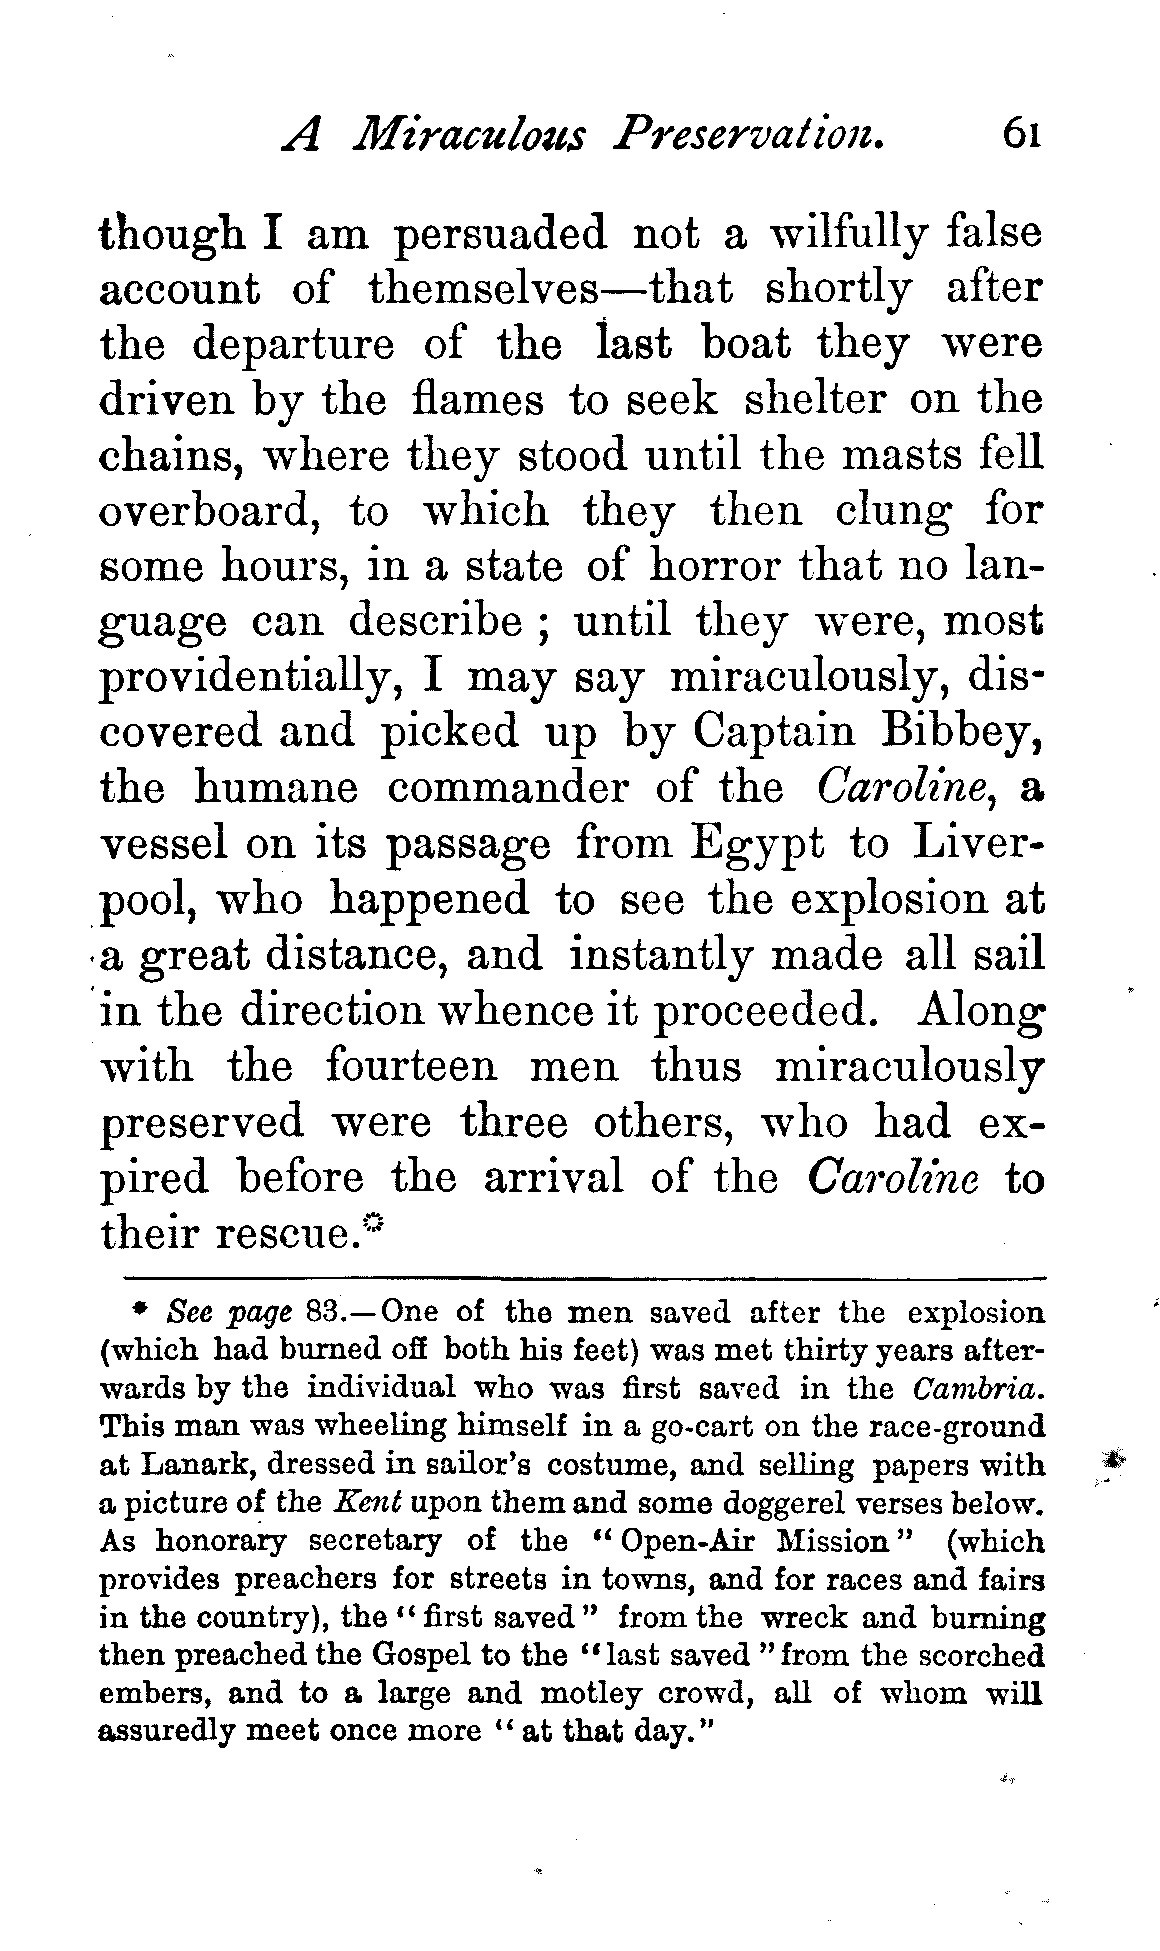 A Miraculous Preservation. 61
though I am persuaded not a wilfully false
account of themselves—that shortly after
the departure of the last boat they were
driven by the flames to seek shelter on the
chains, where they stood until the masts fell
overboard, to which they then clung for
some hours, in a state of horror that no lan-
guage can describe ; until they were, most
providentially, I may say miraculously, dis-
covered and picked up by Captain Bibbey,
the humane commander of the Caroline, a
vessel on its passage from Egypt to Liver-
pool, who happened to see the explosion at
a great distance, and instantly made all sail
in the direction whence it proceeded. Along
with the fourteen men thus miraculously
preserved were three others, who had ex-
pired before the arrival of the Caroline to
their rescue.*
* See page 83.—One of the men saved after the explosion
(which had burned off both his feet) was met thirty years after-
wards by the individual who was first saved in the Cambria.
This man was wheeling himself in a go-cart on the race-ground
at Lanark, dressed in sailor's costume, and selling papers with
a picture of the Kent upon them and some doggerel verses below.
As honorary secretary of the "Open-Air Mission" (which
provides preachers for streets in towns, and for races and fairs
in the country), the "first saved" from the wreck and burning
then preached the Gospel to the "last saved" from the scorched
embers, and to a large and motley crowd, all of whom will
assuredly meet once more "at that day."